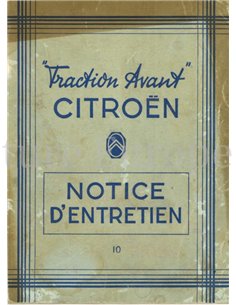 "Traction Avant"
CITROËN
NOTICE
D'ENTRETIEN
10